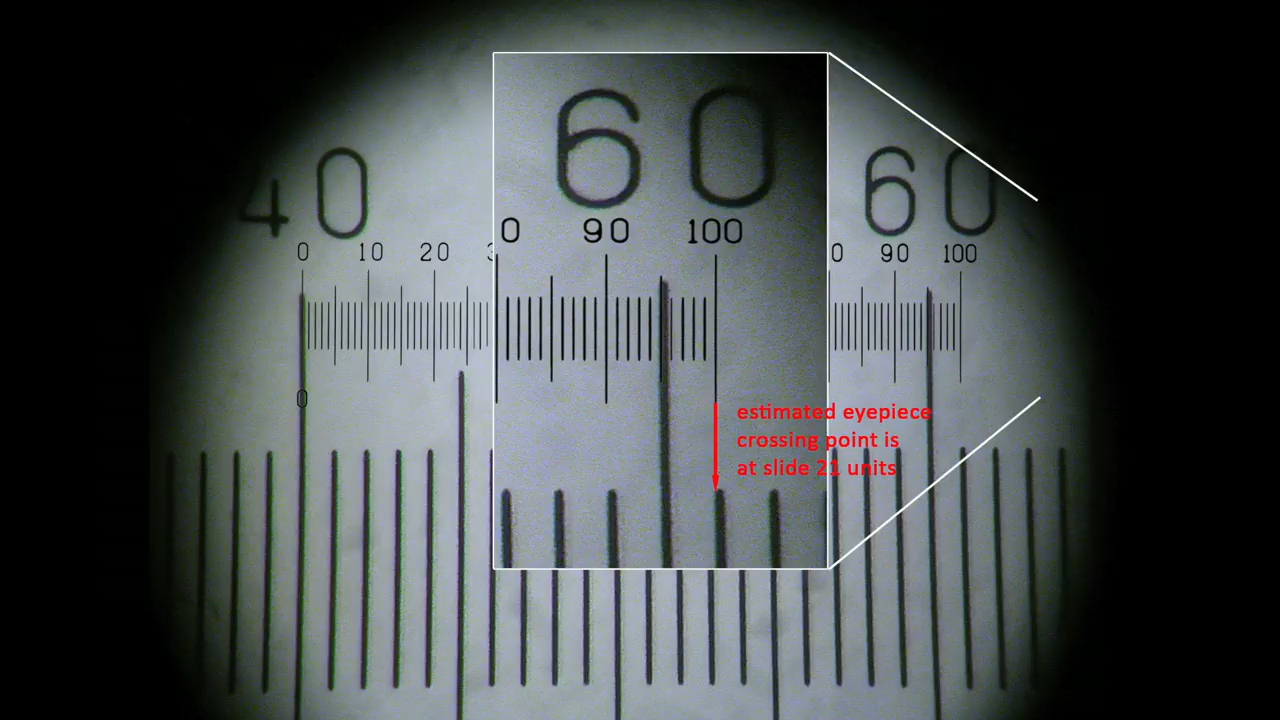 40
60
60
0 10 20
0 90 100
0 90 100
0
estimated eyepiece
crossing point is
at slide 21 units